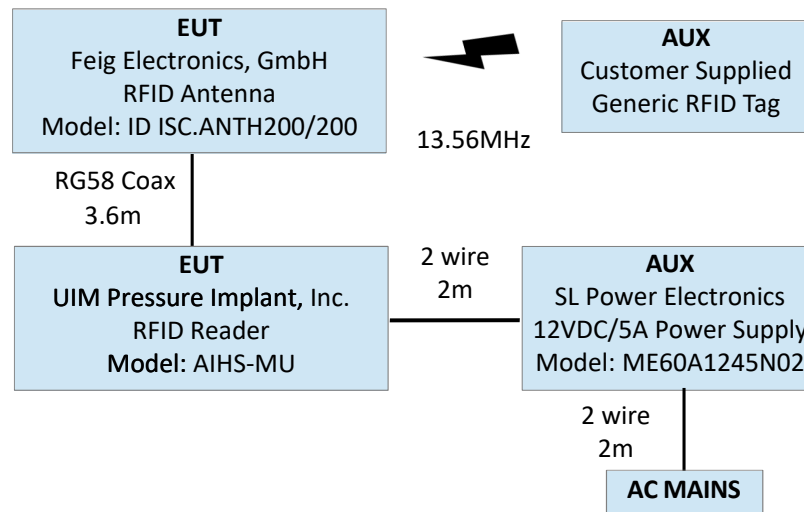 EUT
Feig Electronics, GmbH
RFID Antenna
Model: ID ISC.ANTH200/200
AUX
Customer Supplied
Generic RFID Tag
13.56MHz
RG58 Coax
3.6m
EUT
UIM Pressure Implant, Inc.
RFID Reader
Model: AIHS-MU
2 wire
2m
AUX
SL Power Electronics
12VDC/5A Power Supply
Model: ME60A1245N02
2 wire
2m
AC MAINS